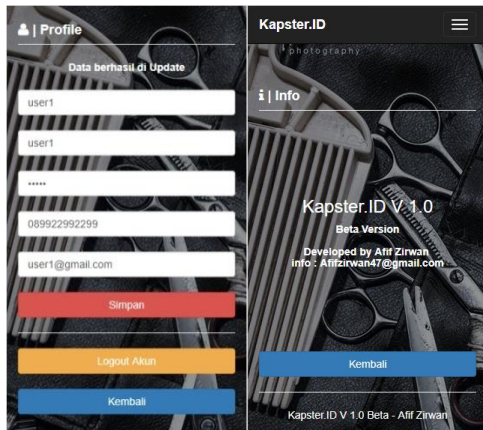 | Profile
Data berhasil di Update
user1
user1
•••••
089922992299
user1@gmail.com
Simpan
Logout Akun
Kembali
Kapster.ID
photography
i | Info
Kapster.ID V 1.0
Beta Version
Developed by Afif Zirwan
info : Afifzirwan47@gmail.com
Kembali
Kapster.ID V 1.0 Beta - Afif Zirwan